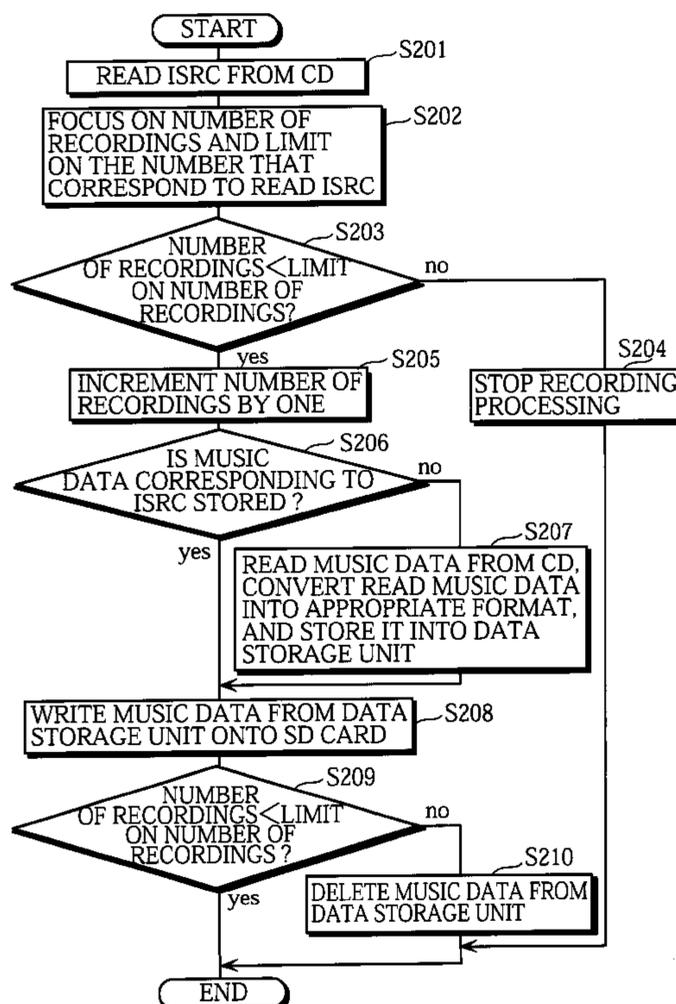 START
S201
READ ISRC FROM CD
S202
FOCUS ON NUMBER OF
RECORDINGS AND LIMIT
ON THE NUMBER THAT
CORRESPOND TO READ ISRC
S203
NUMBER
OF RECORDINGS<LIMIT
ON NUMBER OF
RECORDINGS?
no
yes
S204
STOP RECORDING
PROCESSING
S205
INCREMENT NUMBER OF
RECORDINGS BY ONE
S206
IS MUSIC
DATA CORRESPONDING TO
ISRC STORED ?
no
yes
S207
READ MUSIC DATA FROM CD,
CONVERT READ MUSIC DATA
INTO APPROPRIATE FORMAT,
AND STORE IT INTO DATA
STORAGE UNIT
WRITE MUSIC DATA FROM DATA
STORAGE UNIT ONTO SD CARD
S208
S209
NUMBER
OF RECORDINGS<LIMIT
ON NUMBER OF
RECORDINGS ?
no
yes
S210
DELETE MUSIC DATA FROM
DATA STORAGE UNIT
END